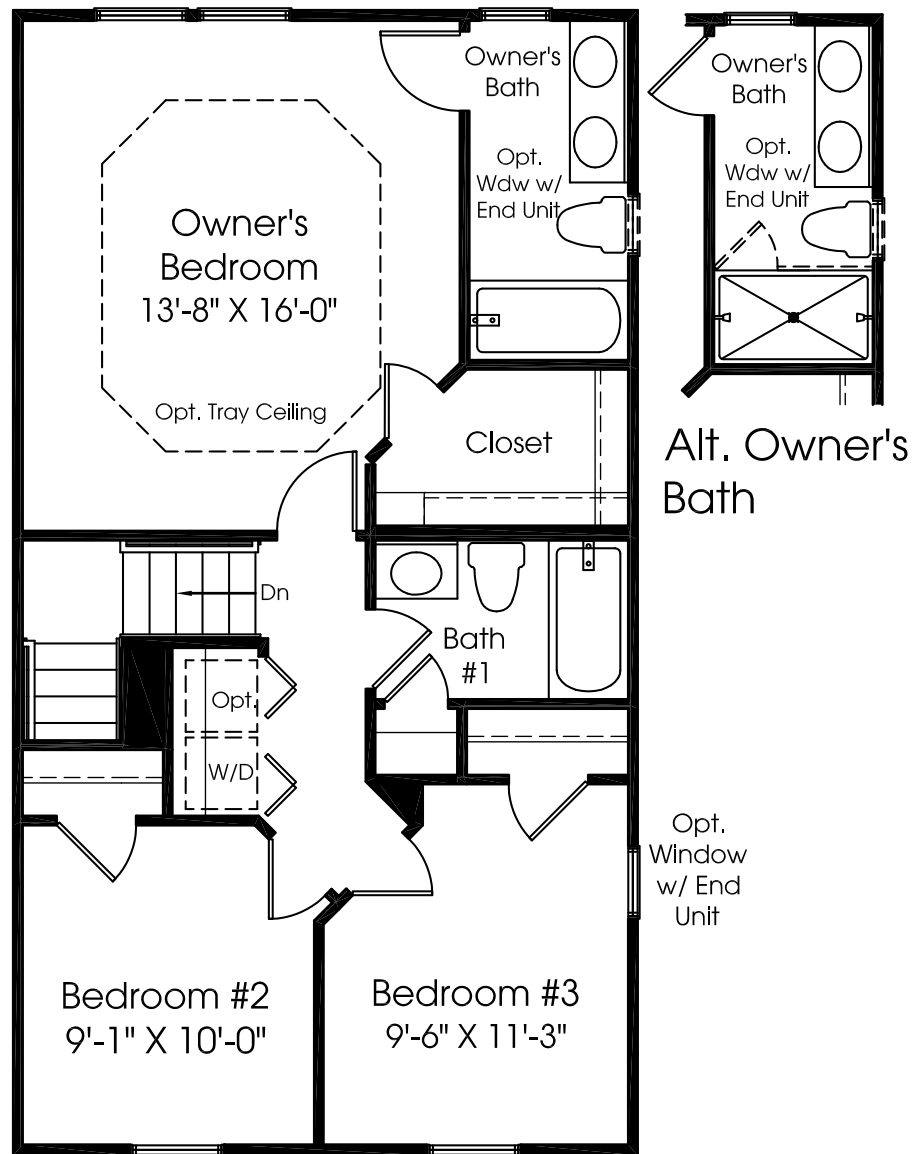 Owner's
Bath
Opt.
Wdw w/
End Unit
Owner's
Bedroom
13'-8" X 16'-0"
Opt. Tray Ceiling
Closet
Owner's
Bath
Opt.
Wdw w/
End Unit
Alt. Owner's
Bath
Dn
Bath
#1
Opt.
W/D
Opt.
Window
w/ End
Unit
Bedroom #2
9'-1" X 10'-0"
Bedroom #3
9'-6" X 11'-3"